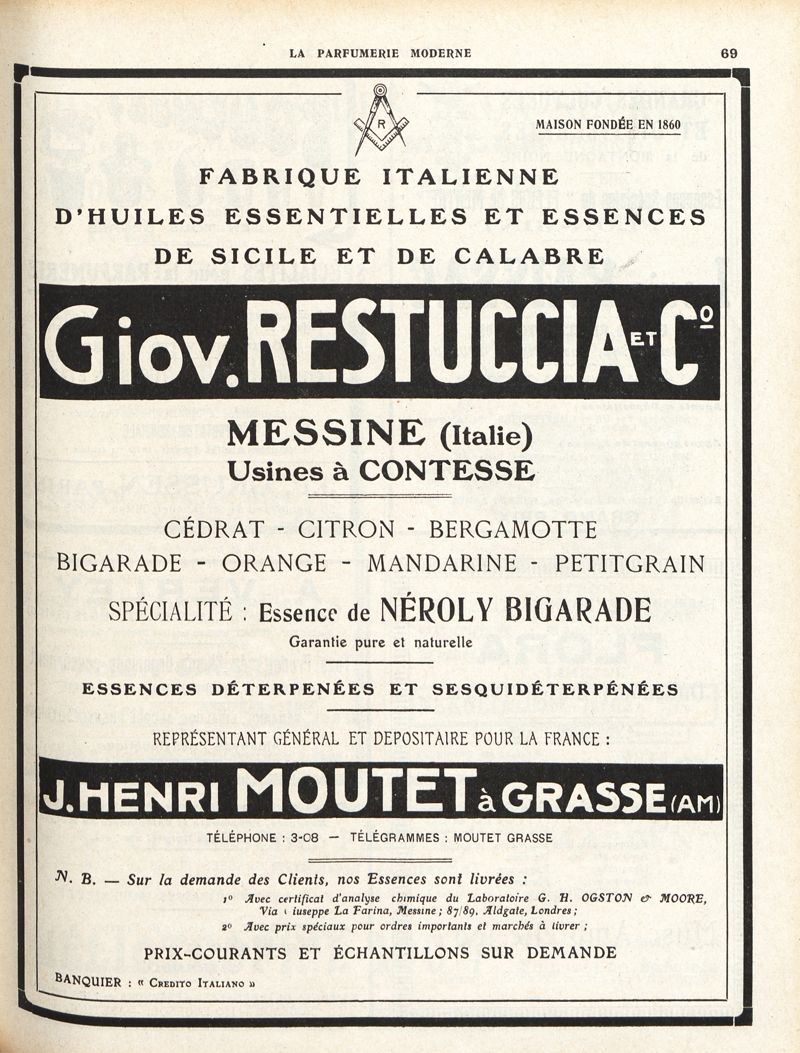 LA PARFUMERIE MODERNE 69
R
MAISON FONDÉE EN 1860
FABRIQUE ITALIENNE
D'HUILES ESSENTIELLES ET ESSENCES
DE SICILE ET DE CALABRE
Giov. RESTUCCIA ET Cº
MESSINE (Italie)
Usines à CONTESSE
CÉDRAT - CITRON - BERGAMOTTE
BIGARADE - ORANGE - MANDARINE - PETITGRAIN
SPÉCIALITÉ : Essence de NÉROLY BIGARADE
Garantie pure et naturelle
ESSENCES DÉTERPENÉES ET SESQUIDÉTERPÉNÉES
REPRÉSENTANT GÉNÉRAL ET DEPOSITAIRE POUR LA FRANCE :
J. HENRI MOUTET à GRASSE (AM)
TÉLÉPHONE : 3-08 — TÉLÉGRAMMES : MOUTET GRASSE
N. B. — Sur la demande des Clients, nos Essences sont livrées :
1º Avec certificat d'analyse chimique du Laboratoire G. H. OGSTON & MOORE,
Via iuseppe La Farina, Messine ; 87/89, Aldgate, Londres ;
2º Avec prix spéciaux pour ordres importants et marchés à livrer ;
PRIX-COURANTS ET ÉCHANTILLONS SUR DEMANDE
BANQUIER : « CREDITO ITALIANO »